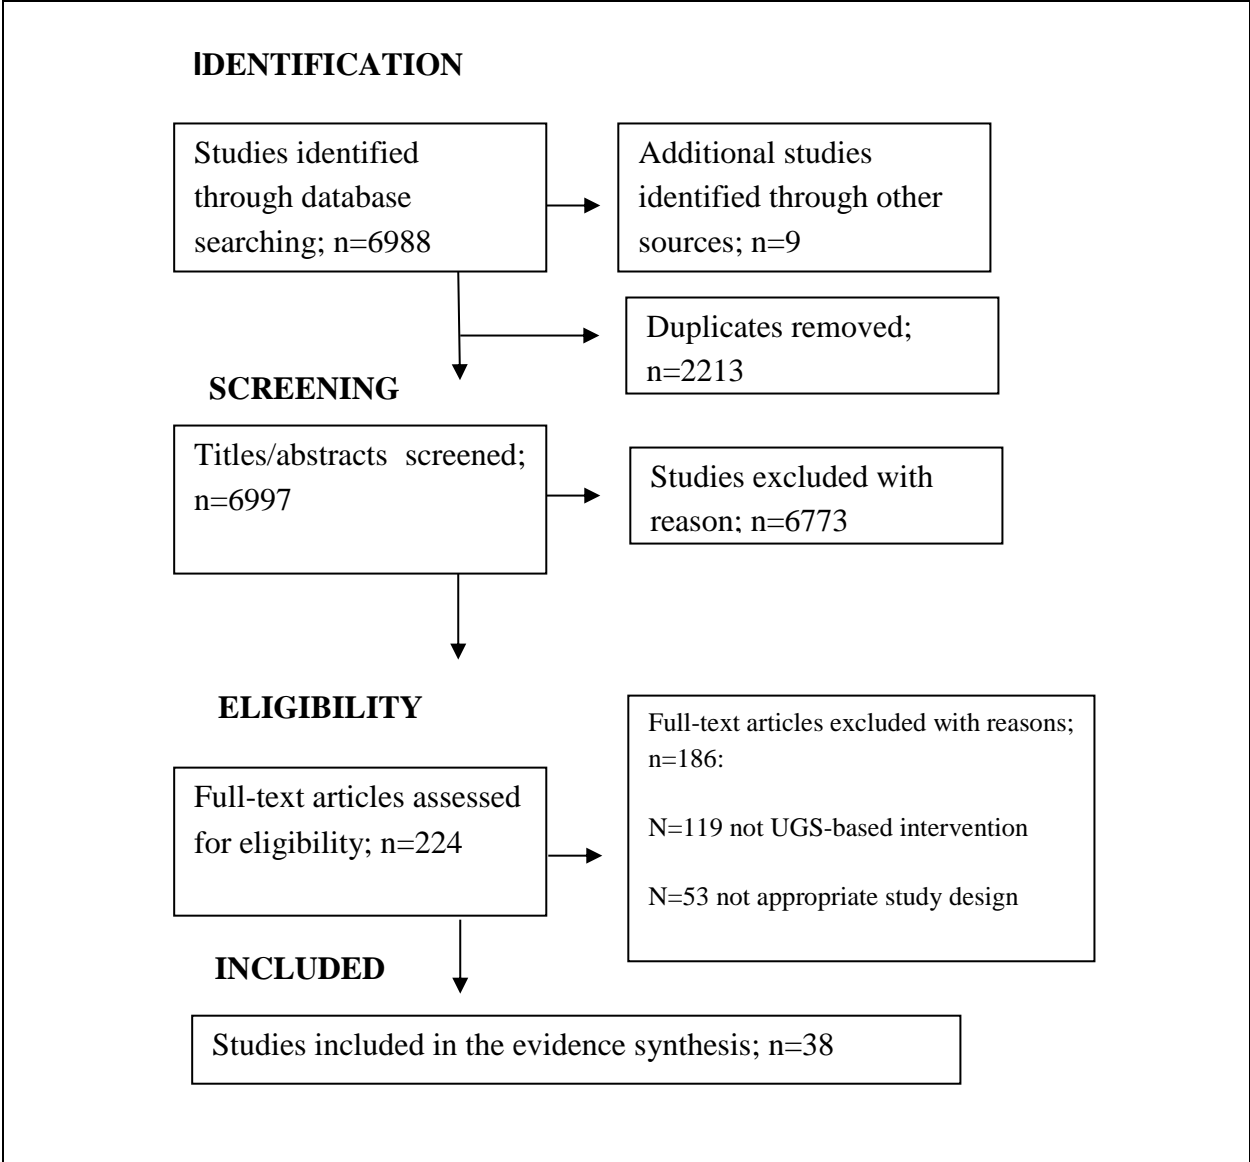 IDENTIFICATION
Studies identified
through database
searching; n=6988
Additional studies
identified through other
sources; n=9
Duplicates removed;
n=2213
SCREENING
Titles/abstracts screened;
n=6997
Studies excluded with
reason; n=6773
ELIGIBILITY
Full-text articles assessed
for eligibility; n=224
Full-text articles excluded with reasons;
n=186:
N=119 not UGS-based intervention
N=53 not appropriate study design
INCLUDED
Studies included in the evidence synthesis; n=38